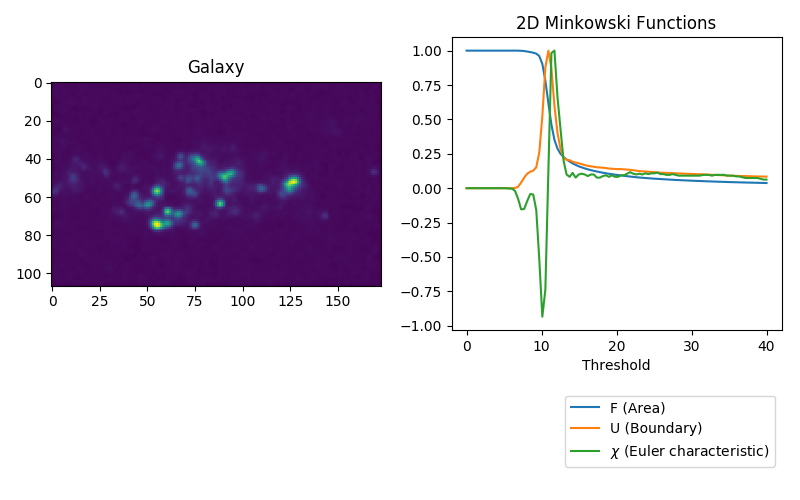 Galaxy
0
20
40
60
80
100
0 25 50 75 100 125 150
2D Minkowski Functions
1.00
0.75
0.50
0.25
0.00
−0.25
−0.50
−0.75
−1.00
0 10 20 30 40
Threshold
F (Area)
U (Boundary)
χ (Euler characteristic)